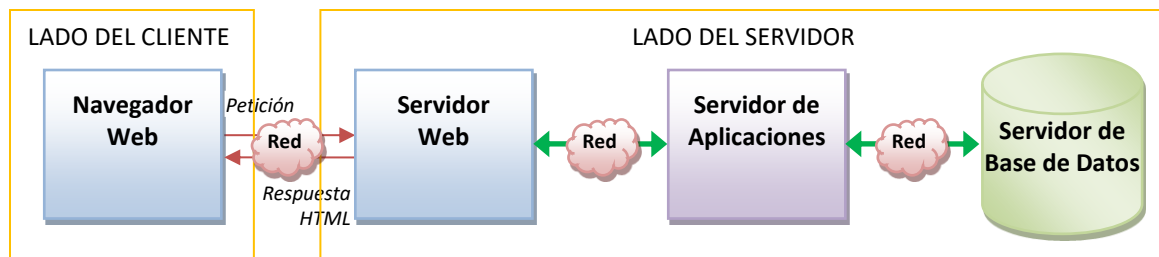 LADO DEL CLIENTE
LADO DEL SERVIDOR
Navegador
Web
Petición
Red
Respuesta
HTML
Servidor
Web
Red
Servidor de
Aplicaciones
Red
Servidor de
Base de Datos